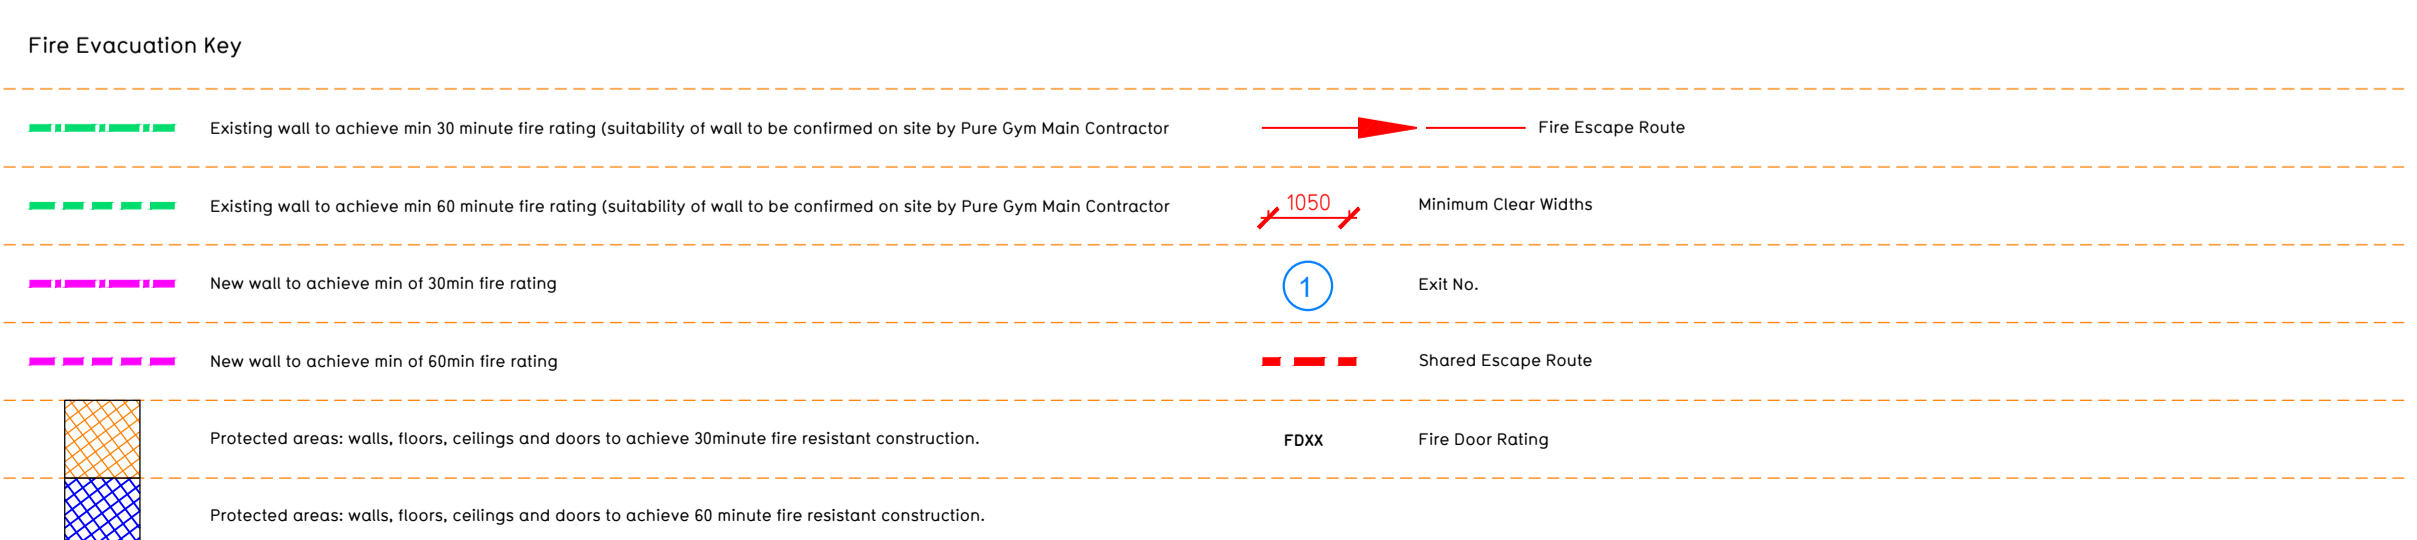 Fire Evacuation Key
Existing wall to achieve min 30 minute fire rating (suitability of wall to be confirmed on site by Pure Gym Main Contractor
Fire Escape Route
Existing wall to achieve min 60 minute fire rating (suitability of wall to be confirmed on site by Pure Gym Main Contractor
1050
Minimum Clear Widths
New wall to achieve min of 30min fire rating
1
Exit No.
New wall to achieve min of 60min fire rating
Shared Escape Route
Protected areas: walls, floors, ceilings and doors to achieve 30minute fire resistant construction.
FDXX
Fire Door Rating
Protected areas: walls, floors, ceilings and doors to achieve 60 minute fire resistant construction.